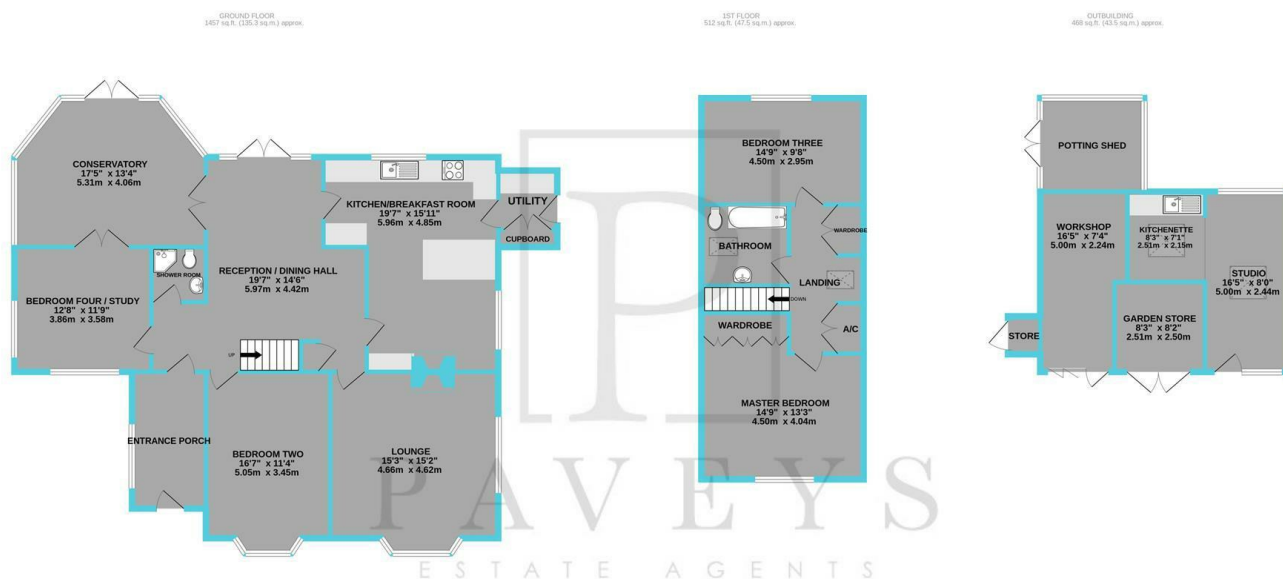 GROUND FLOOR
1457 sq.ft. (135.3 sq.m.) approx.
CONSERVATORY
17'5" x 13'4"
5.31m x 4.06m
KITCHEN/BREAKFAST ROOM
19'7" x 15'11"
5.96m x 4.85m
UTILITY
CUPBOARD
SHOWER ROOM
RECEPTION / DINING HALL
19'7" x 14'6"
5.97m x 4.42m
BEDROOM FOUR / STUDY
12'8" x 11'9"
3.86m x 3.58m
UP
ENTRANCE PORCH
BEDROOM TWO
16'7" x 11'4"
5.05m x 3.45m
LOUNGE
15'3" x 15'2"
4.66m x 4.62m
1ST FLOOR
512 sq.ft. (47.5 sq.m.) approx.
BEDROOM THREE
14'9" x 9'8"
4.50m x 2.95m
BATHROOM
WARDROBE
LANDING
DOWN
WARDROBE
A/C
MASTER BEDROOM
14'9" x 13'3"
4.50m x 4.04m
OUTBUILDING
468 sq.ft. (43.5 sq.m.) approx.
POTTING SHED
WORKSHOP
16'5" x 7'4"
5.00m x 2.24m
KITCHENETTE
8'3" x 7'1"
2.51m x 2.15m
STUDIO
16'5" x 8'0"
5.00m x 2.44m
GARDEN STORE
8'3" x 8'2"
2.51m x 2.50m
STORE
P
PAVEYS
ESTATE AGENTS